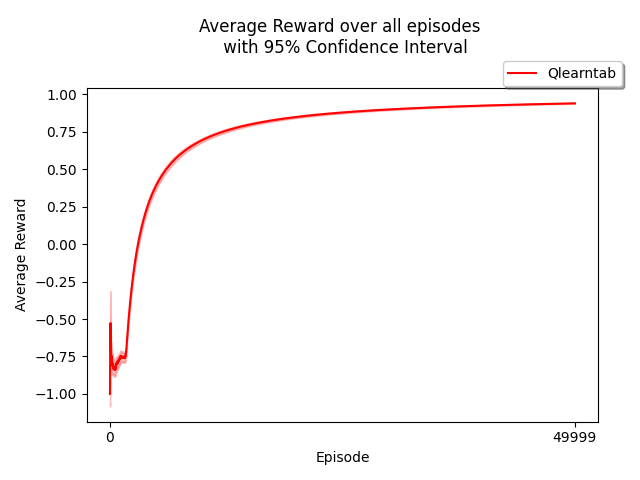 Average Reward over all episodes
with 95% Confidence Interval
Qlearntab
1.00
0.75
0.50
0.25
0.00
−0.25
−0.50
−0.75
−1.00
Average Reward
0
49999
Episode